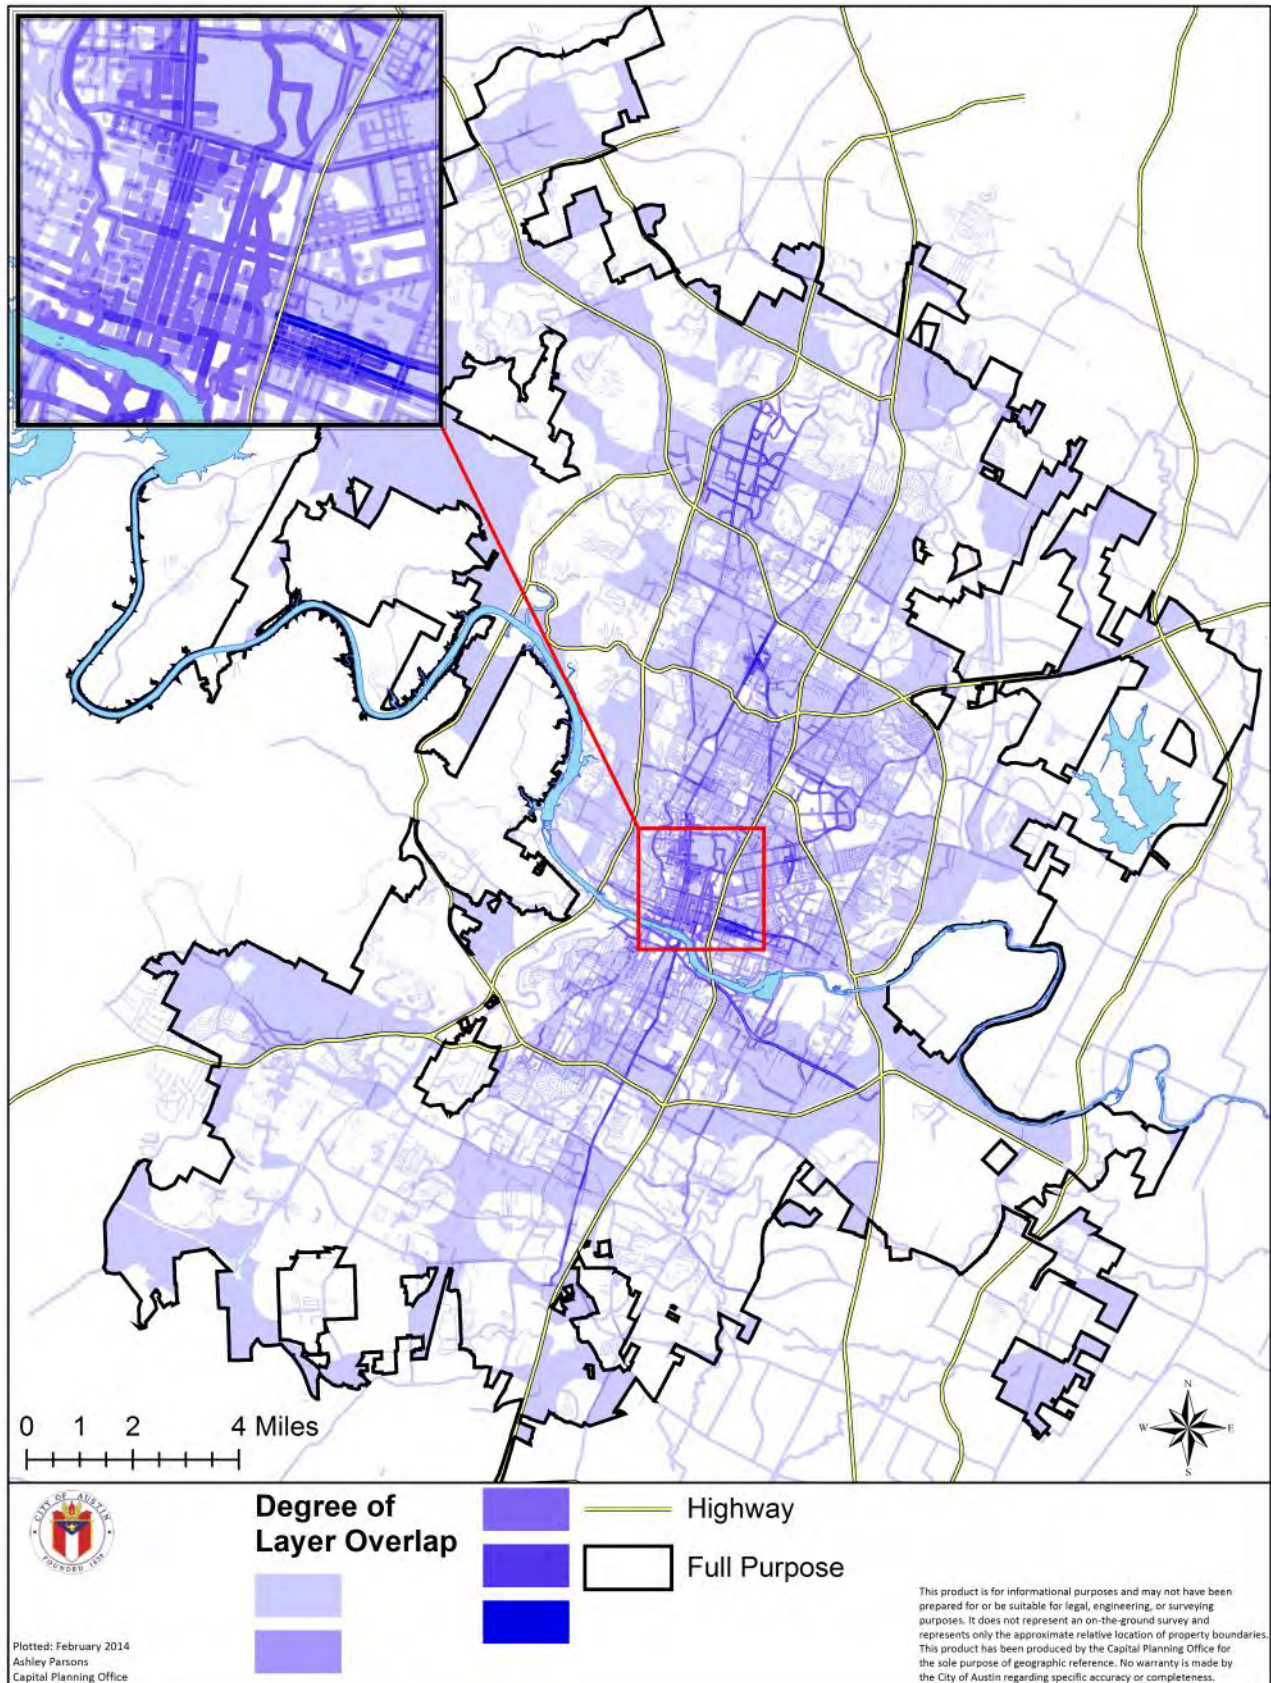 0 1 2 4 Miles
N
W E
S
CITY OF AUSTIN
FOUNDED 1839
Degree of
Layer Overlap
Highway
Full Purpose
Plotted: February 2014
Ashley Parsons
Capital Planning Office
This product is for informational purposes and may not have been
prepared for or be suitable for legal, engineering, or surveying
purposes. It does not represent an on-the-ground survey and
represents only the approximate relative location of property boundaries.
This product has been produced by the Capital Planning Office for
the sole purpose of geographic reference. No warranty is made by
the City of Austin regarding specific accuracy or completeness.